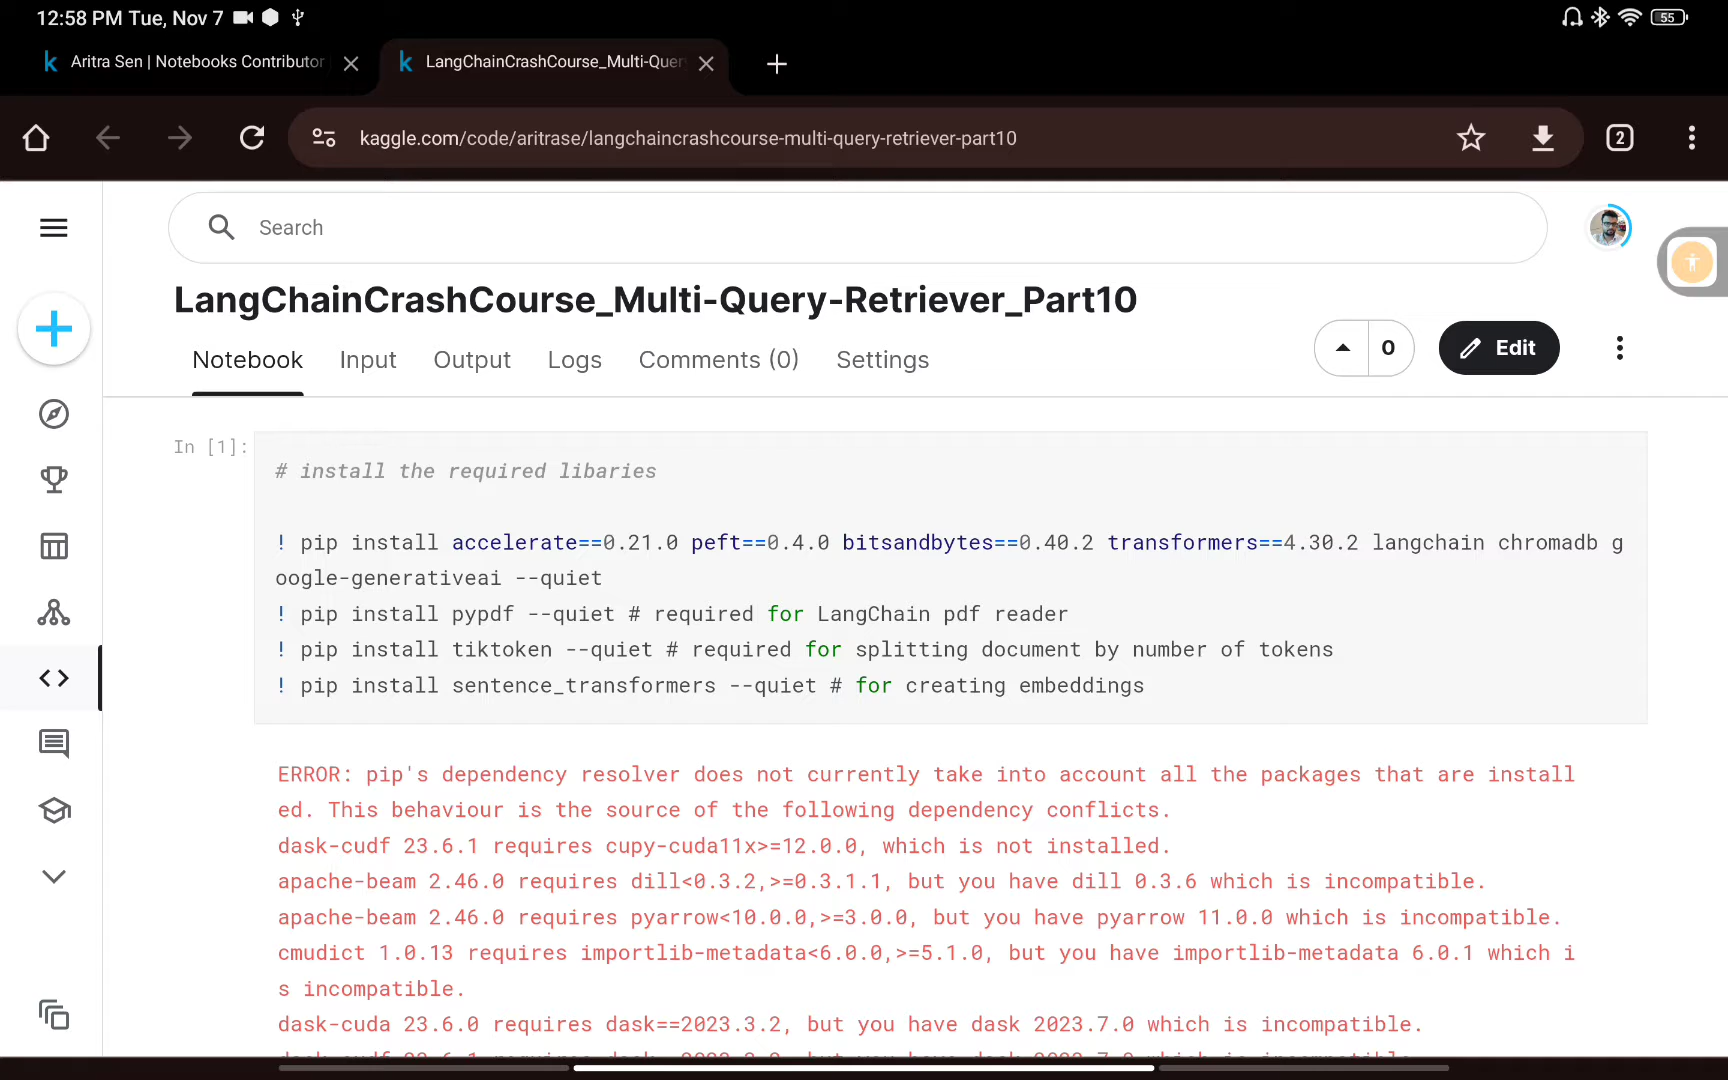 12:58 PM Tue, Nov 7
55
Aritra Sen | Notebooks Contributor
LangChainCrashCourse_Multi-Quer
kaggle.com/code/aritrase/langchaincrashcourse-multi-query-retriever-part10
2
Search
LangChainCrashCourse_Multi-Query-Retriever_Part10
Notebook Input Output Logs Comments (0) Settings
0 Edit
In [1]:
# install the required libaries
! pip install accelerate==0.21.0 peft==0.4.0 bitsandbytes==0.40.2 transformers==4.30.2 langchain chromadb g
oogle-generativeai --quiet
! pip install pypdf --quiet # required for LangChain pdf reader
! pip install tiktoken --quiet # required for splitting document by number of tokens
! pip install sentence_transformers --quiet # for creating embeddings
ERROR: pip's dependency resolver does not currently take into account all the packages that are install
ed. This behaviour is the source of the following dependency conflicts.
dask-cudf 23.6.1 requires cupy-cuda11x>=12.0.0, which is not installed.
apache-beam 2.46.0 requires dill<0.3.2,>=0.3.1.1, but you have dill 0.3.6 which is incompatible.
apache-beam 2.46.0 requires pyarrow<10.0.0,>=3.0.0, but you have pyarrow 11.0.0 which is incompatible.
cmudict 1.0.13 requires importlib-metadata<6.0.0,>=5.1.0, but you have importlib-metadata 6.0.1 which i
s incompatible.
dask-cuda 23.6.0 requires dask==2023.3.2, but you have dask 2023.7.0 which is incompatible.